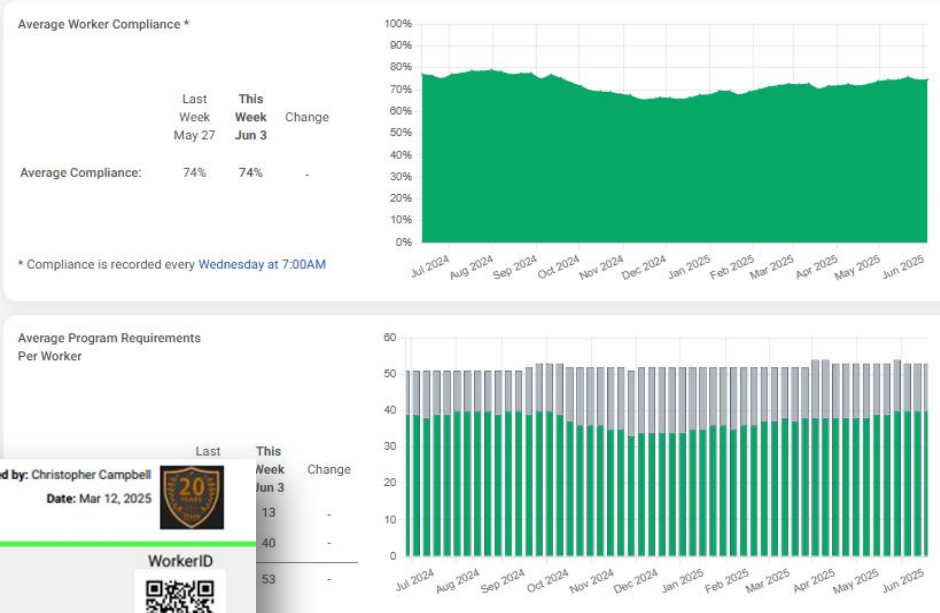 Average Worker Compliance *
Last Week May 27
This Week Jun 3
Change
Average Compliance:
74%
74%
-
* Compliance is recorded every Wednesday at 7:00AM
100%
90%
80%
70%
60%
50%
40%
30%
20%
10%
0%
Jul 2024
Aug 2024
Sep 2024
Oct 2024
Nov 2024
Dec 2024
Jan 2025
Feb 2025
Mar 2025
Apr 2025
May 2025
Jun 2025
Average Program Requirements
Per Worker
Last
This
Week
Jun 3
Change
13
-
40
-
53
-
60
50
40
30
20
10
0
Jul 2024
Aug 2024
Sep 2024
Oct 2024
Nov 2024
Dec 2024
Jan 2025
Feb 2025
Mar 2025
Apr 2025
May 2025
Jun 2025
ed by: Christopher Campbell
Date: Mar 12, 2025
20
YEARS
WorkerID